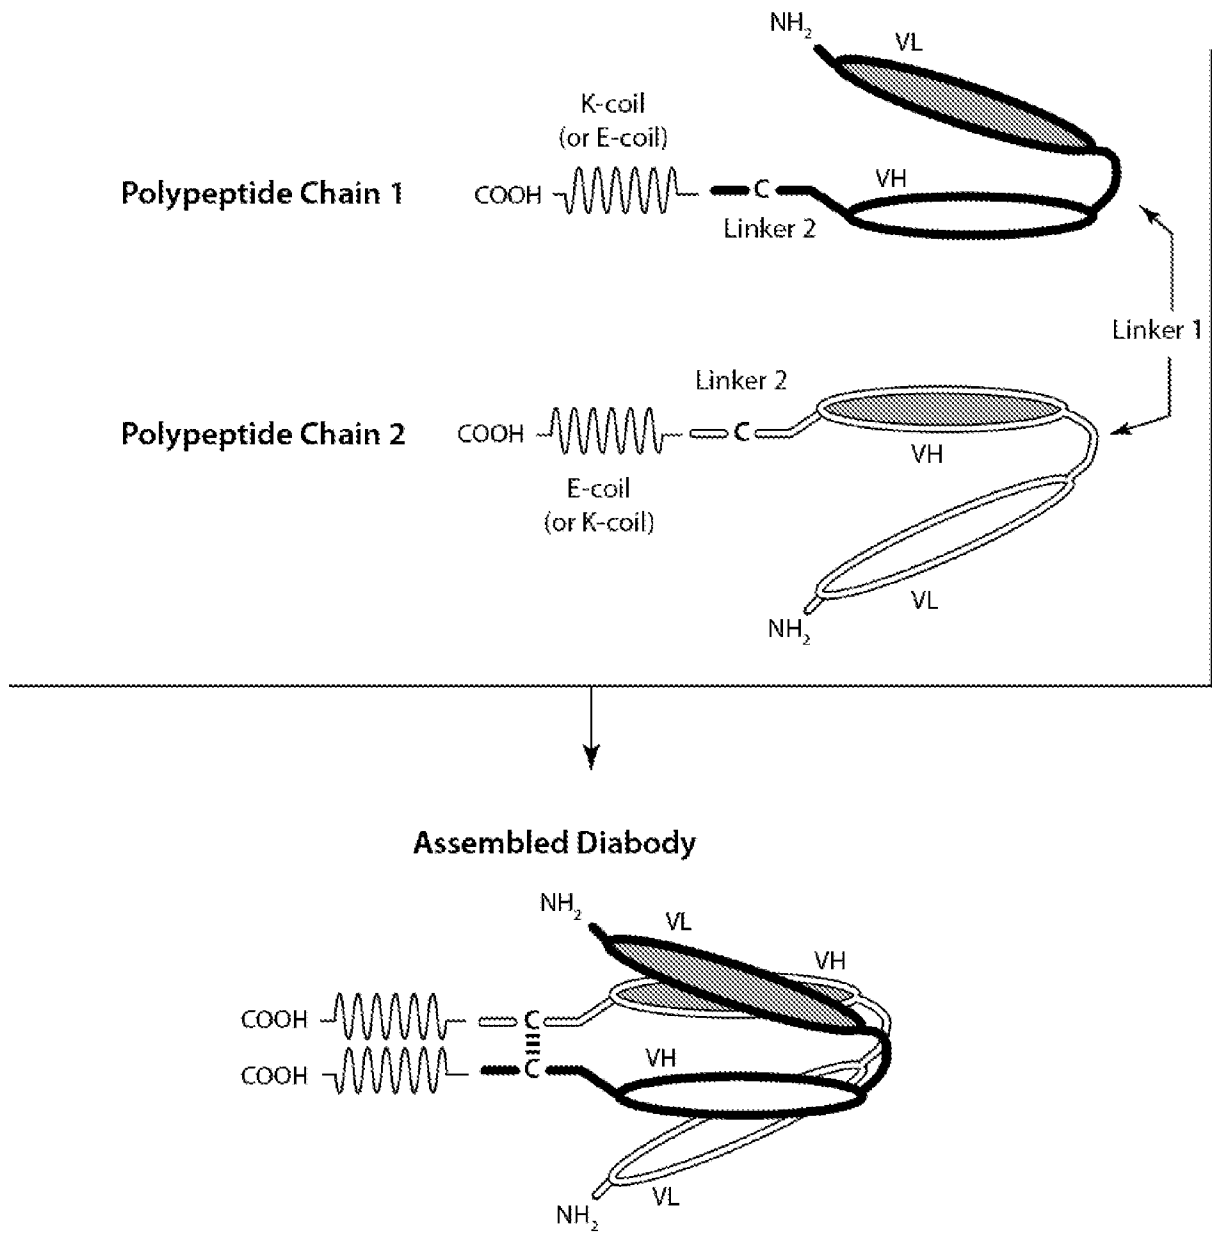 NH2
VL
K-coil
(or E-coil)
Polypeptide Chain 1
COOH
C
VH
Linker 2
Linker 1
Linker 2
Polypeptide Chain 2
COOH
C
VH
E-coil
(or K-coil)
VL
NH2
Assembled Diabody
NH2
VL
VH
COOH
C
VH
COOH
C
VL
NH2